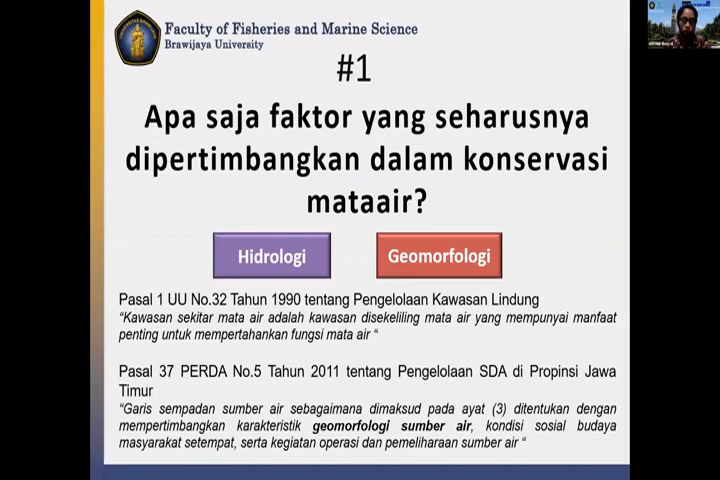 Faculty of Fisheries and Marine Science
Brawijaya University
#1
Apa saja faktor yang seharusnya
dipertimbangkan dalam konservasi
mataair?
Hidrologi
Geomorfologi
Pasal 1 UU No.32 Tahun 1990 tentang Pengelolaan Kawasan Lindung
“Kawasan sekitar mata air adalah kawasan disekeliling mata air yang mempunyai manfaat
penting untuk mempertahankan fungsi mata air “
Pasal 37 PERDA No.5 Tahun 2011 tentang Pengelolaan SDA di Propinsi Jawa
Timur
“Garis sempadan sumber air sebagaimana dimaksud pada ayat (3) ditentukan dengan
mempertimbangkan karakteristik geomorfologi sumber air, kondisi sosial budaya
masyarakat setempat, serta kegiatan operasi dan pemeliharaan sumber air “